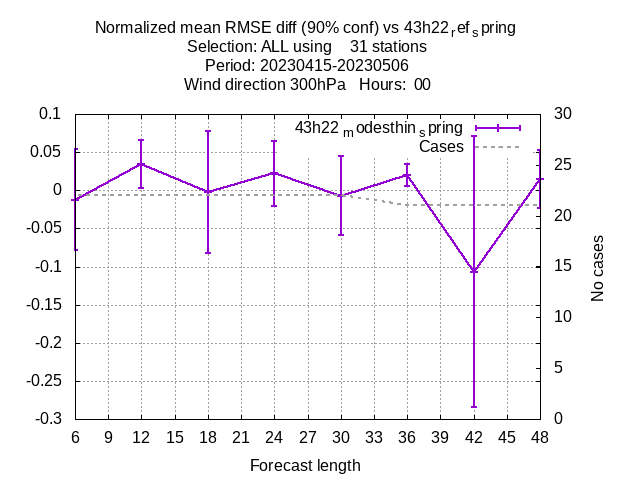 Normalized mean RMSE diff (90% conf) vs 43h22refspring
Selection: ALL using 31 stations
Period: 20230415-20230506
Wind direction 300hPa Hours: 00
43h22modesthinspring
Cases
0.1
0.05
0
-0.05
-0.1
-0.15
-0.2
-0.25
-0.3
30
25
20
15
10
5
0
No cases
6 9 12 15 18 21 24 27 30 33 36 39 42 45 48
Forecast length